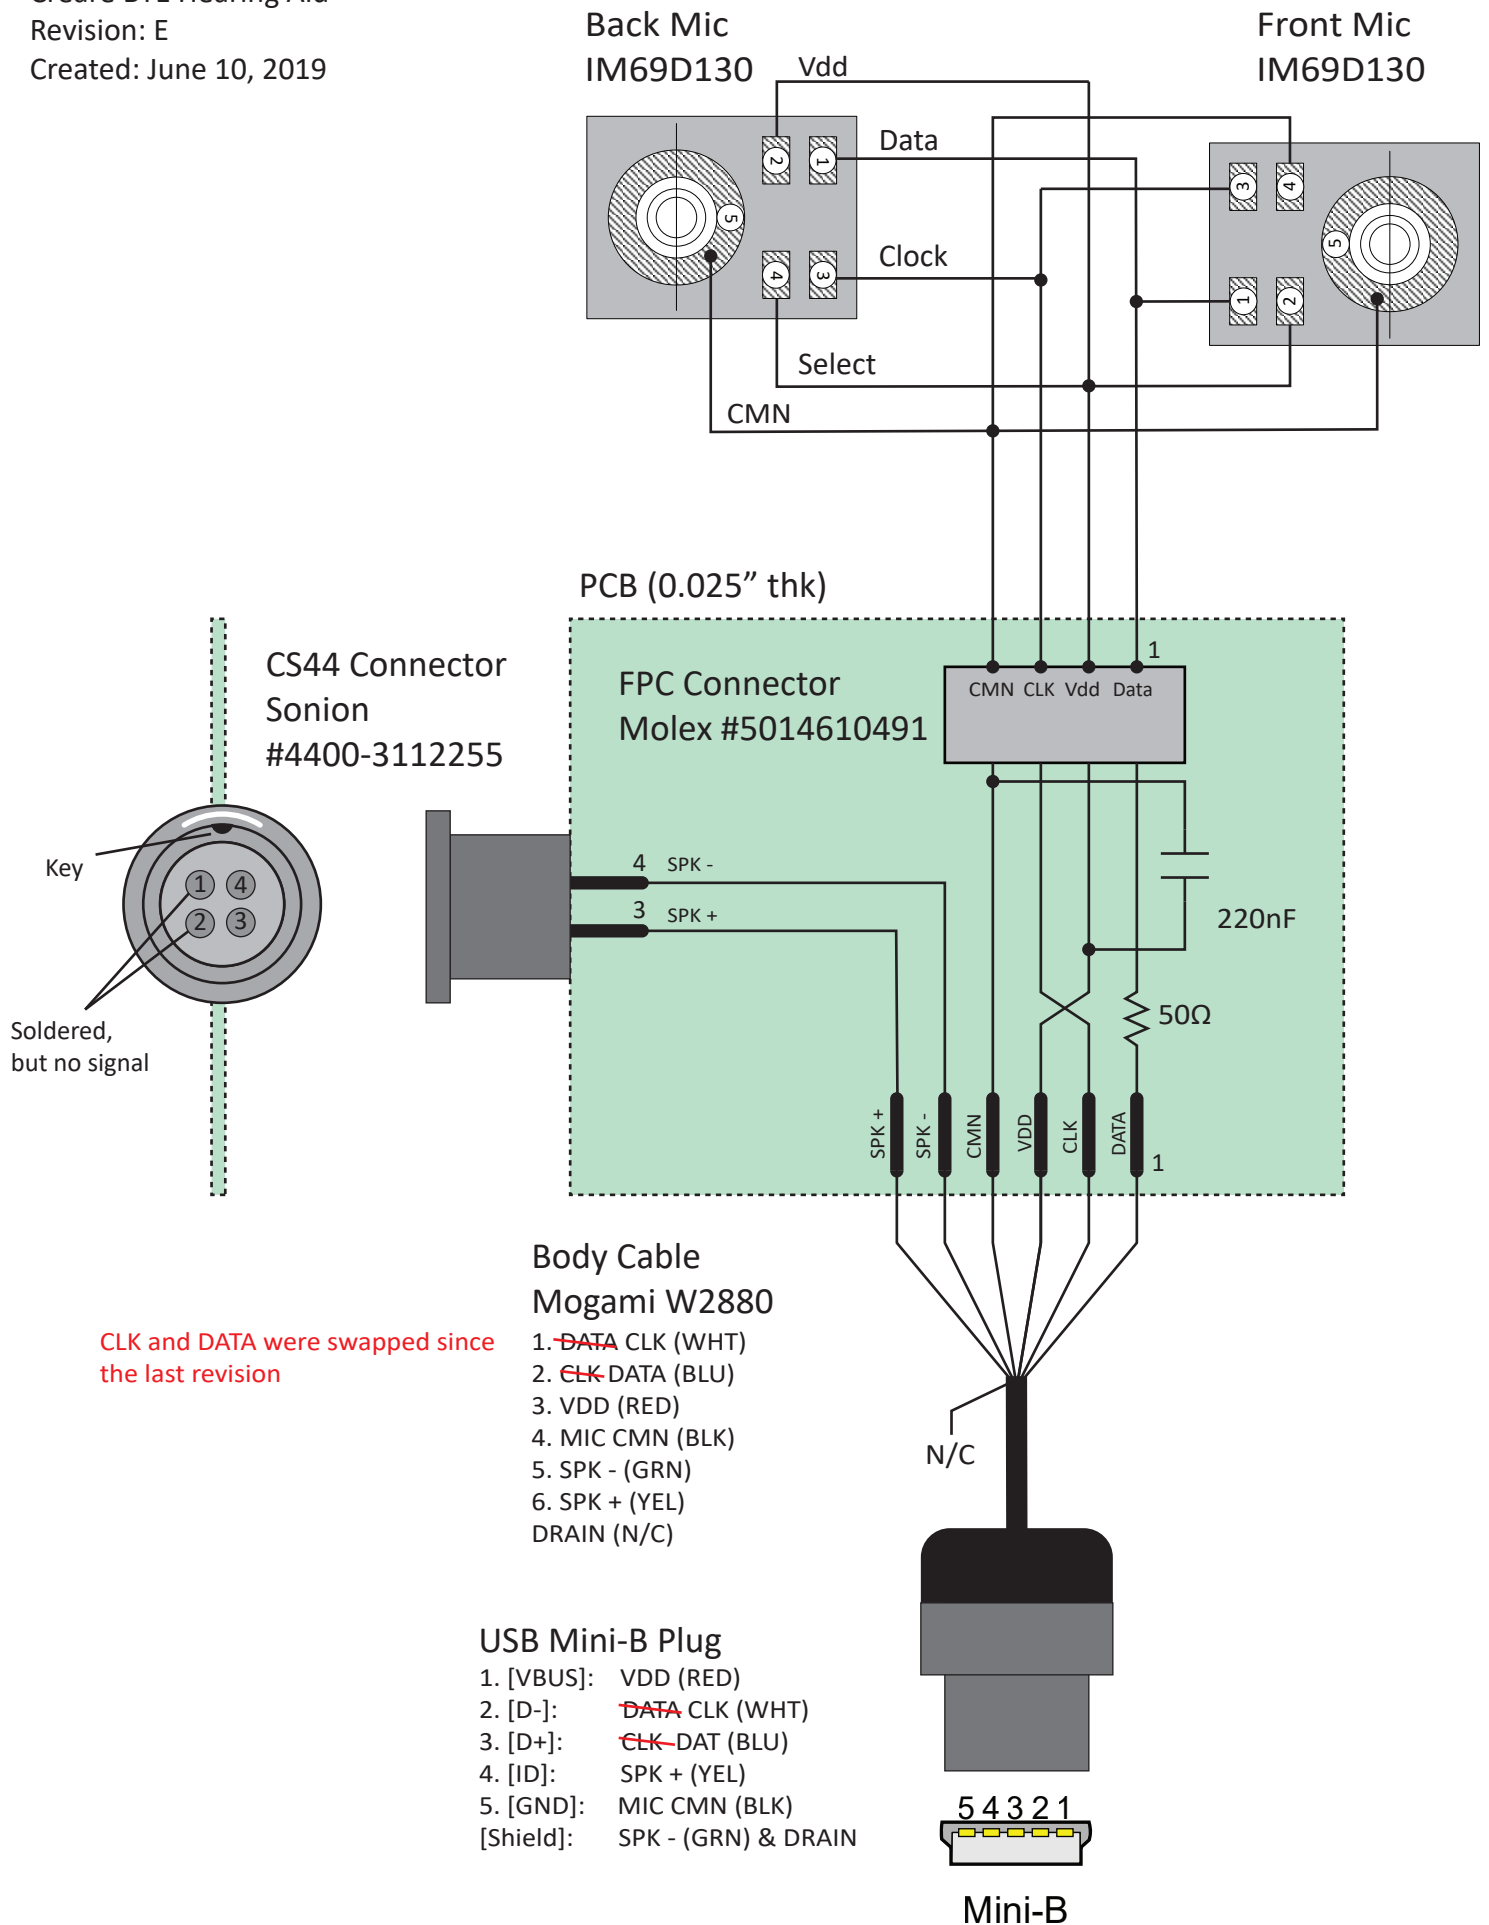 Revision: E
Created: June 10, 2019
Back Mic
IM69D130
Front Mic
IM69D130
Vdd
Data
Clock
Select
CMN
2
1
5
4
3
3
4
5
1
2
PCB (0.025” thk)
CS44 Connector
Sonion
#4400-3112255
FPC Connector
Molex #5014610491
1
CMN CLK Vdd Data
Key
1 4
2 3
Soldered,
but no signal
4 SPK -
3 SPK +
220nF
50Ω
SPK +
SPK -
CMN
VDD
CLK
DATA
1
Body Cable
Mogami W2880
CLK and DATA were swapped since
the last revision
1. DATA CLK (WHT)
2. CLK DATA (BLU)
3. VDD (RED)
4. MIC CMN (BLK)
5. SPK - (GRN)
6. SPK + (YEL)
DRAIN (N/C)
N/C
USB Mini-B Plug
1. [VBUS]: VDD (RED)
2. [D-]: DATA CLK (WHT)
3. [D+]: CLK DAT (BLU)
4. [ID]: SPK + (YEL)
5. [GND]: MIC CMN (BLK)
[Shield]: SPK - (GRN) & DRAIN
5 4 3 2 1
Mini-B